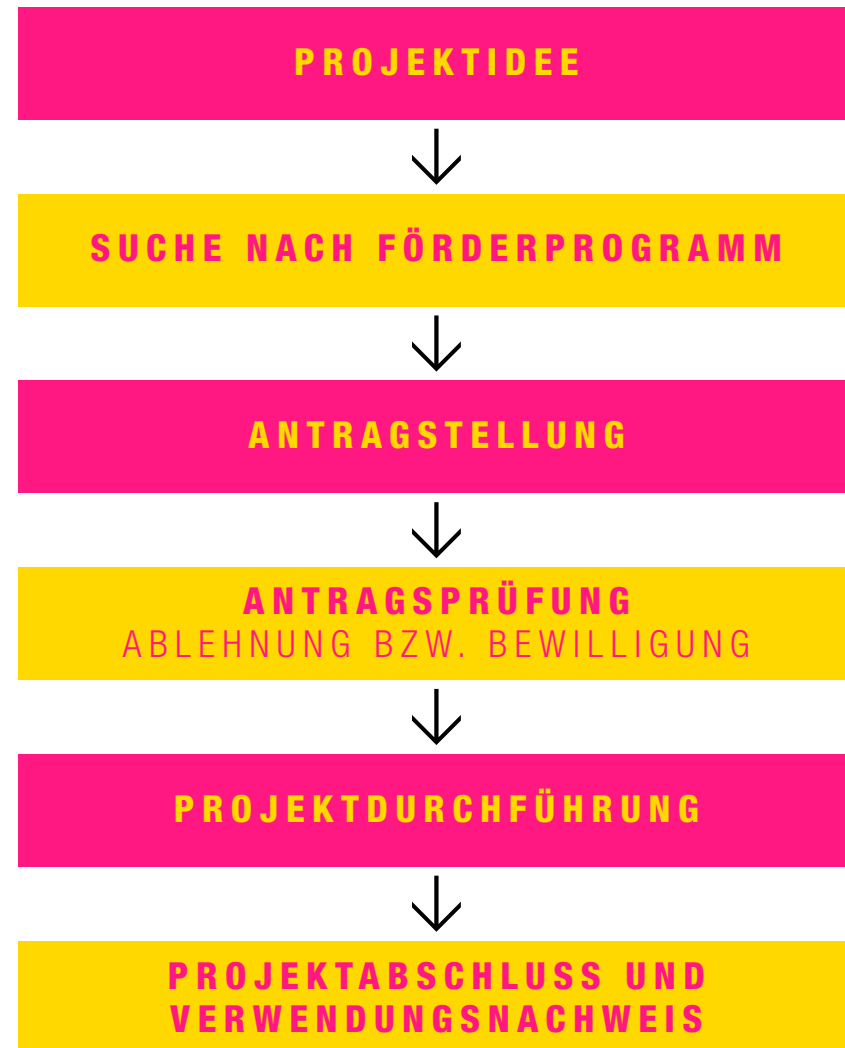 PROJEKTIDEE
SUCHE NACH FÖRDERPROGRAMM
ANTRAGSTELLUNG
ANTRAGSPRÜFUNG
ABLEHNUNG BZW. BEWILLIGUNG
PROJEKTDURCHFÜHRUNG
PROJEKTABSCHLUSS UND
VERWENDUNGSNACHWEIS